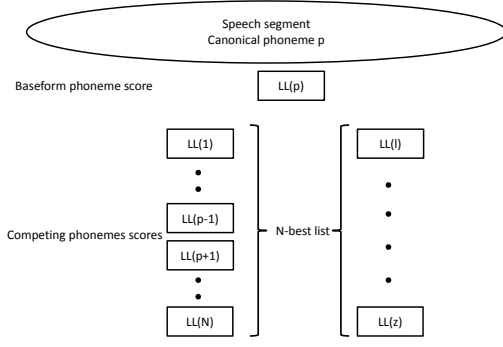 Speech segment
Canonical phoneme p
Baseform phoneme score
LL(p)
LL(1)
LL(l)
LL(p-1)
Competing phonemes scores
N-best list
LL(p+1)
LL(N)
LL(z)